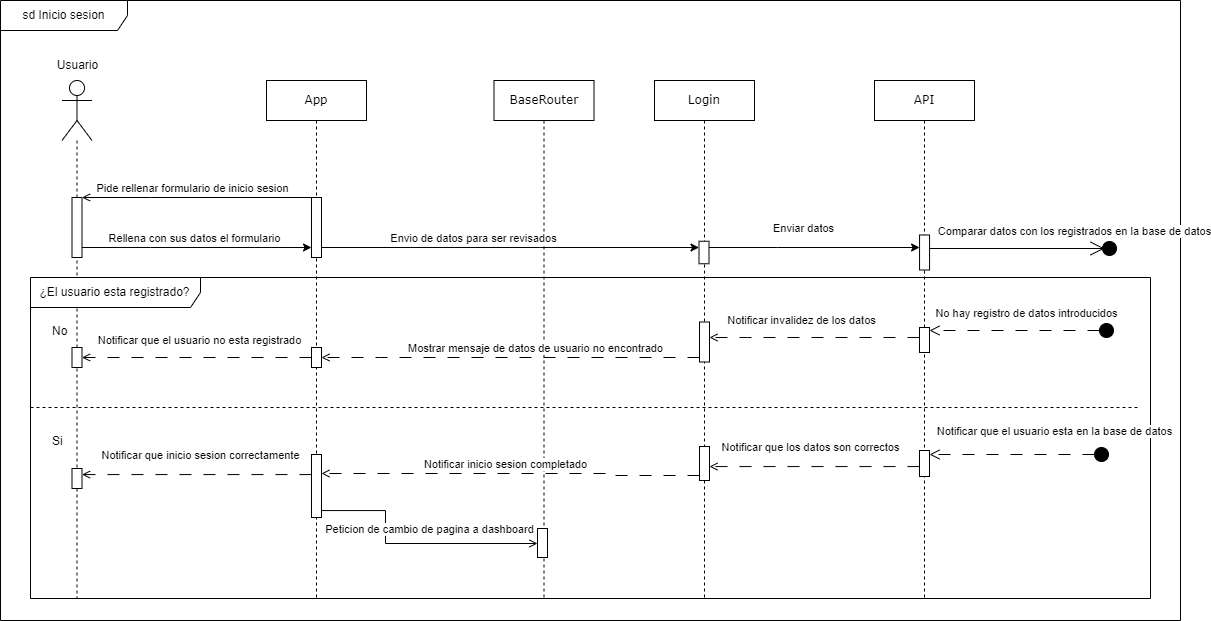 sd Inicio sesion
Usuario
App
BaseRouter
Login
API
Pide rellenar formulario de inicio sesion
Rellena con sus datos el formulario
Envio de datos para ser revisados
Enviar datos
Comparar datos con los registrados en la base de datos
¿El usuario esta registrado?
No
Notificar que el usuario no esta registrado
Mostrar mensaje de datos de usuario no encontrado
Notificar invalidez de los datos
No hay registro de datos introducidos
Si
Notificar que inicio sesion correctamente
Notificar inicio sesion completado
Notificar que los datos son correctos
Notificar que el usuario esta en la base de datos
Peticion de cambio de pagina a dashboard